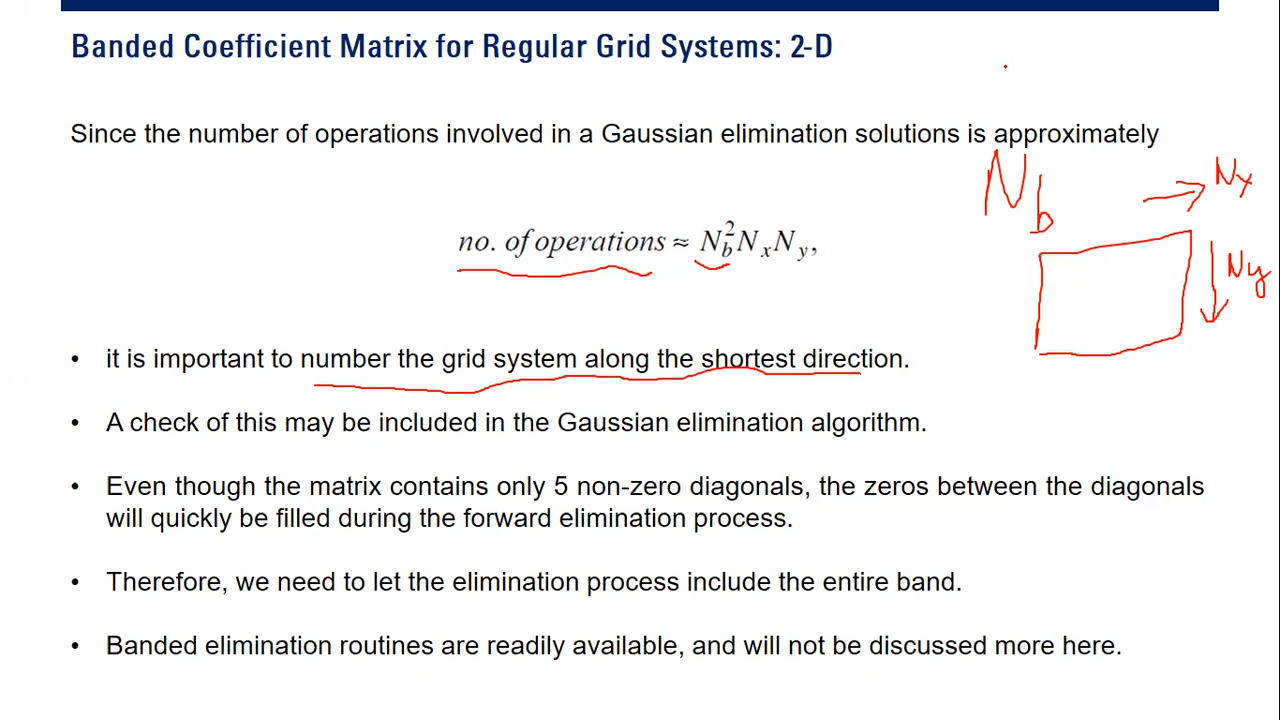 Banded Coefficient Matrix for Regular Grid Systems: 2-D
Since the number of operations involved in a Gaussian elimination solutions is approximately
N_b
Nx
no. of operations ≈ N_b^2 N_x N_y,
Ny
• it is important to number the grid system along the shortest direction.
• A check of this may be included in the Gaussian elimination algorithm.
• Even though the matrix contains only 5 non-zero diagonals, the zeros between the diagonals
will quickly be filled during the forward elimination process.
• Therefore, we need to let the elimination process include the entire band.
• Banded elimination routines are readily available, and will not be discussed more here.